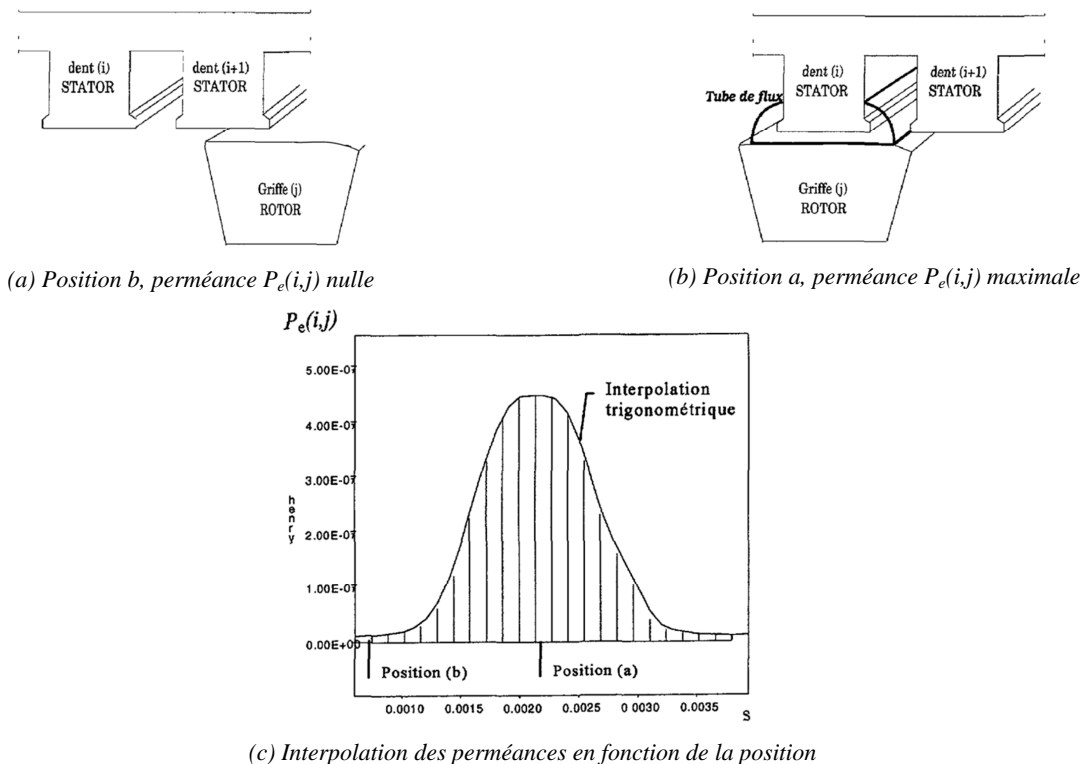 dent (i)
STATOR
dent (i+1)
STATOR
Griffe (j)
ROTOR
(a) Position b, perméance Pe(i,j) nulle
dent (i)
STATOR
dent (i+1)
STATOR
Tube de flux
Griffe (j)
ROTOR
(b) Position a, perméance Pe(i,j) maximale
Pe(i,j)
5.00E-07
4.00E-07
3.00E-07
2.00E-07
1.00E-07
0.00E+00
henry
Interpolation
trigonométrique
Position (b)
Position (a)
0.0010 0.0015 0.0020 0.0025 0 0030 0.0035
S
(c) Interpolation des perméances en fonction de la position